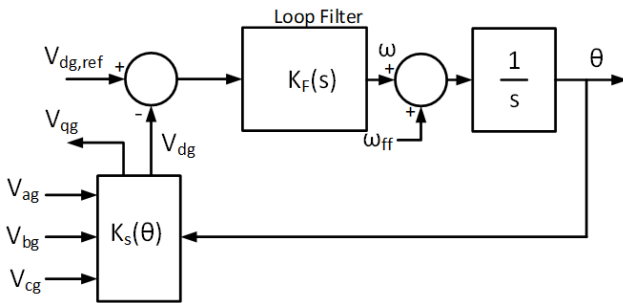 Loop Filter
V_dg,ref
+
-
K_F(s)
ω
+
+
ω_ff
1
s
θ
V_qg
V_dg
V_ag
V_bg
V_cg
K_s(θ)